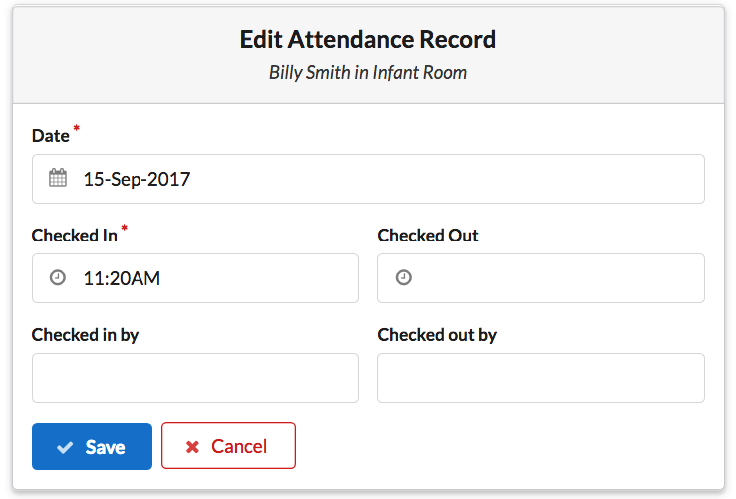 Edit Attendance Record
Billy Smith in Infant Room
Date *
15-Sep-2017
Checked In * Checked Out
11:20AM
Checked in by Checked out by
Save Cancel